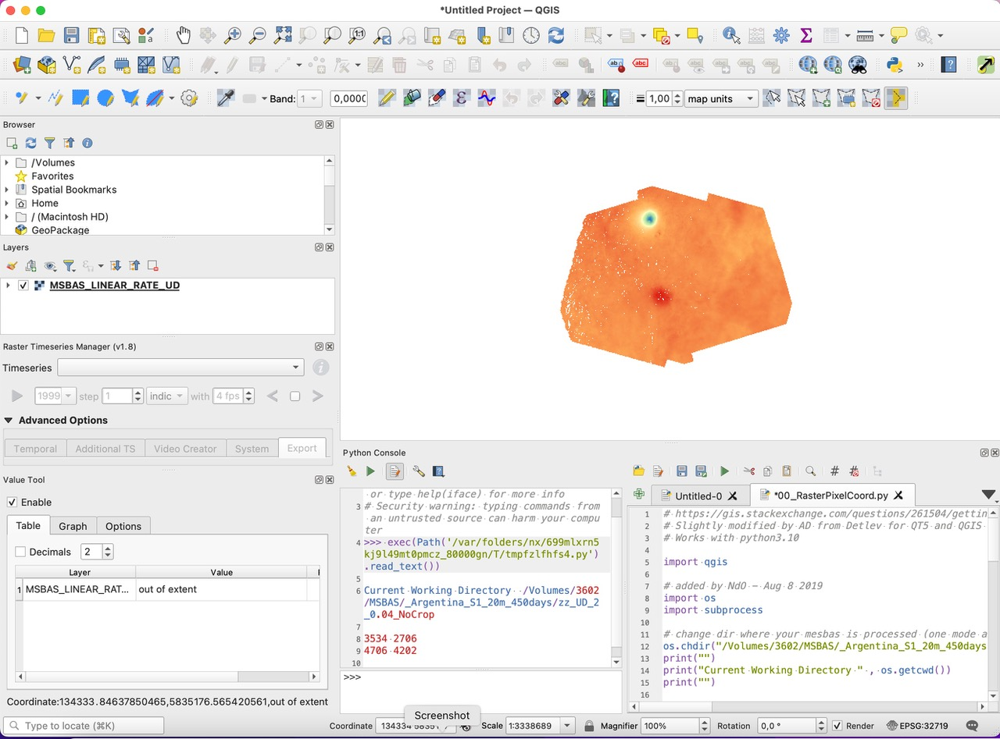 *Untitled Project — QGIS
1:1
abc
ab
abc
Band:
1
0,0000
1,00
map units
Browser
/Volumes
Favorites
Spatial Bookmarks
Home
/ (Macintosh HD)
GeoPackage
Layers
MSBAS_LINEAR_RATE_UD
Raster Timeseries Manager (v1.8)
Timeseries
1999 step 1 indic with 4 fps
Advanced Options
Temporal Additional TS Video Creator System Export
Value Tool
Enable
Table Graph Options
Decimals 2
Layer Value
1 MSBAS_LINEAR_RAT... out of extent
Coordinate:134333.84637850465,5835176.565420561,out of extent
Type to locate (⌘K)
Python Console
or type help(iface) for more info
3 # Security warning: typing commands from
an untrusted source can harm your compu
ter
4 >>> exec(Path('/var/folders/nx/699mlxrn5
kj9l49mt0pmcz_80000gn/T/tmpfzlfhfs4.py')
.read_text())
5
6 Current Working Directory /Volumes/3602
/MSBAS/_Argentina_S1_20m_450days/zz_UD_2
_0.04_NoCrop
7
8 3534 2706
9 4706 4202
10
>>>
Untitled-0 *00_RasterPixelCoord.py
1 # https://gis.stackexchange.com/questions/261504/gettin
2 # Slightly modified by AD from Detlev for QT5 and QGIS
3 # Works with python3.10
4
5 import qgis
6
7 # added by NdO - Aug 8 2019
8 import os
9 import subprocess
10
11 # change dir where your mesbas is processed (one mode a
12 os.chdir("/Volumes/3602/MSBAS/_Argentina_S1_20m_450days
13 print("")
14 print("Current Working Directory " , os.getcwd())
15 print("")
16
Screenshot
Coordinate Scale 1:3338689 Magnifier 100% Rotation 0,0 ° Render EPSG:32719